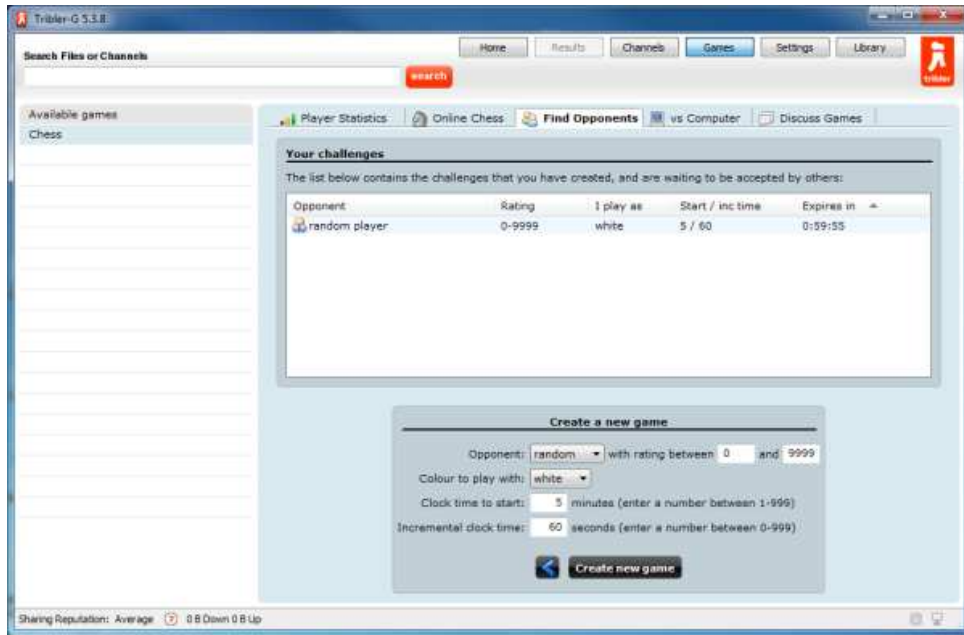 Tribler-G 5.3.8
Search Files or Channels
Home Results Channels Games Settings Library
search
tribler
Available games
Chess
Player Statistics Online Chess Find Opponents vs Computer Discuss Games
Your challenges
The list below contains the challenges that you have created, and are waiting to be accepted by others:
Opponent Rating I play as Start / inc time Expires in
random player 0-9999 white 5 / 60 0:59:55
Create a new game
Opponent: random with rating between 0 and 9999
Colour to play with: white
Clock time to start: 5 minutes (enter a number between 1-999)
Incremental clock time: 60 seconds (enter a number between 0-999)
Create new game
Sharing Reputation: Average ? 0 B Down 0 B Up